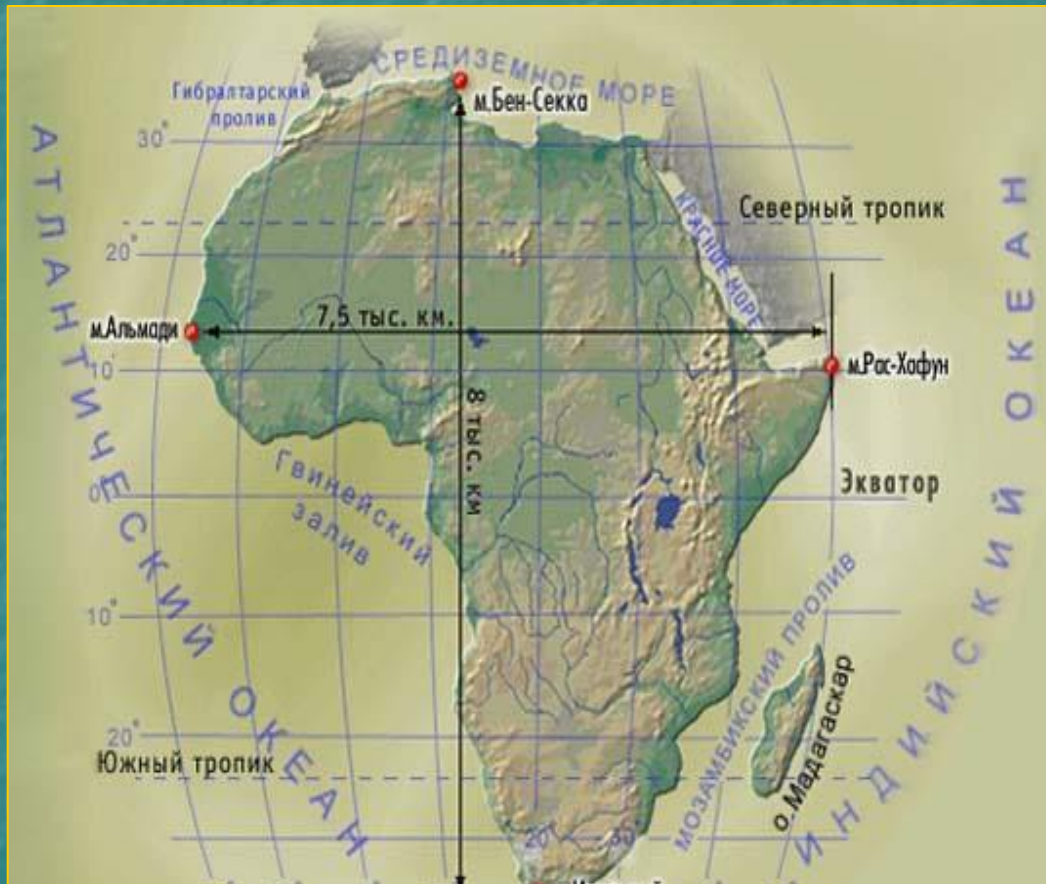 СРЕДИЗЕМНОЕ МОРЕ
Гибралтарский
пролив
м.Бен-Секка
30°
АТЛАНТИЧЕСКИЙ ОКЕАН
КРАСНОЕ МОРЕ
Северный тропик
20°
м.Альмади
7,5 тыс. км.
10°
м.Рас-Хафун
8 тыс. км
Гвинейский
залив
0°
Экватор
ИНДИЙСКИЙ ОКЕАН
10°
МОЗАМБИКСКИЙ ПРОЛИВ
о.Мадагаскар
20°
Южный тропик
20°
30°